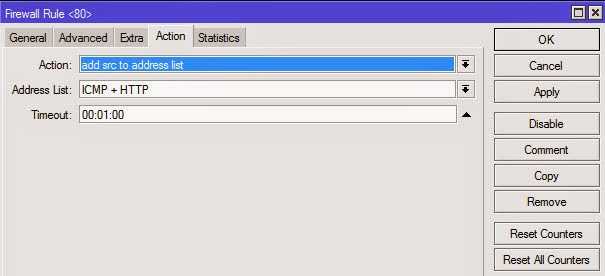 Firewall Rule <80>
General Advanced Extra Action Statistics
Action: add src to address list
Address List: ICMP + HTTP
Timeout: 00:01:00
OK
Cancel
Apply
Disable
Comment
Copy
Remove
Reset Counters
Reset All Counters